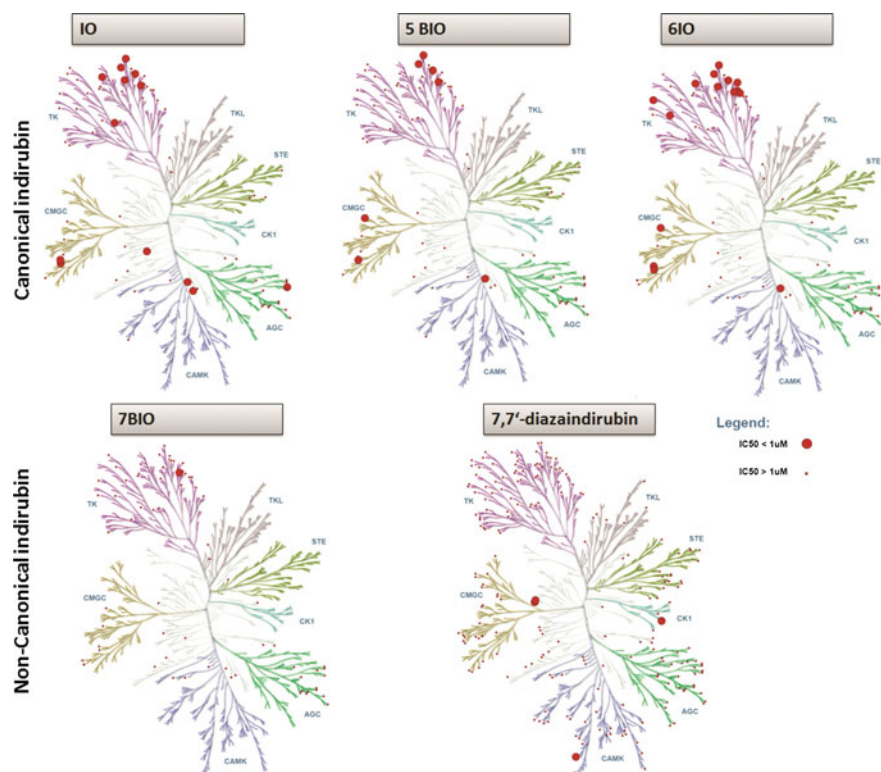 IO
5 BIO
6IO
Canonical indirubin
TK
TKL
STE
CMGC
CK1
AGC
CAMK
TK
TKL
STE
CMGC
CK1
AGC
CAMK
TK
TKL
STE
CMGC
CK1
AGC
CAMK
7BIO
7,7‘-diazaindirubin
Legend:
IC50 < 1uM
IC50 > 1uM
Non-Canonical indirubin
TK
TKL
STE
CMGC
CK1
AGC
CAMK
TK
TKL
STE
CMGC
CK1
AGC
CAMK